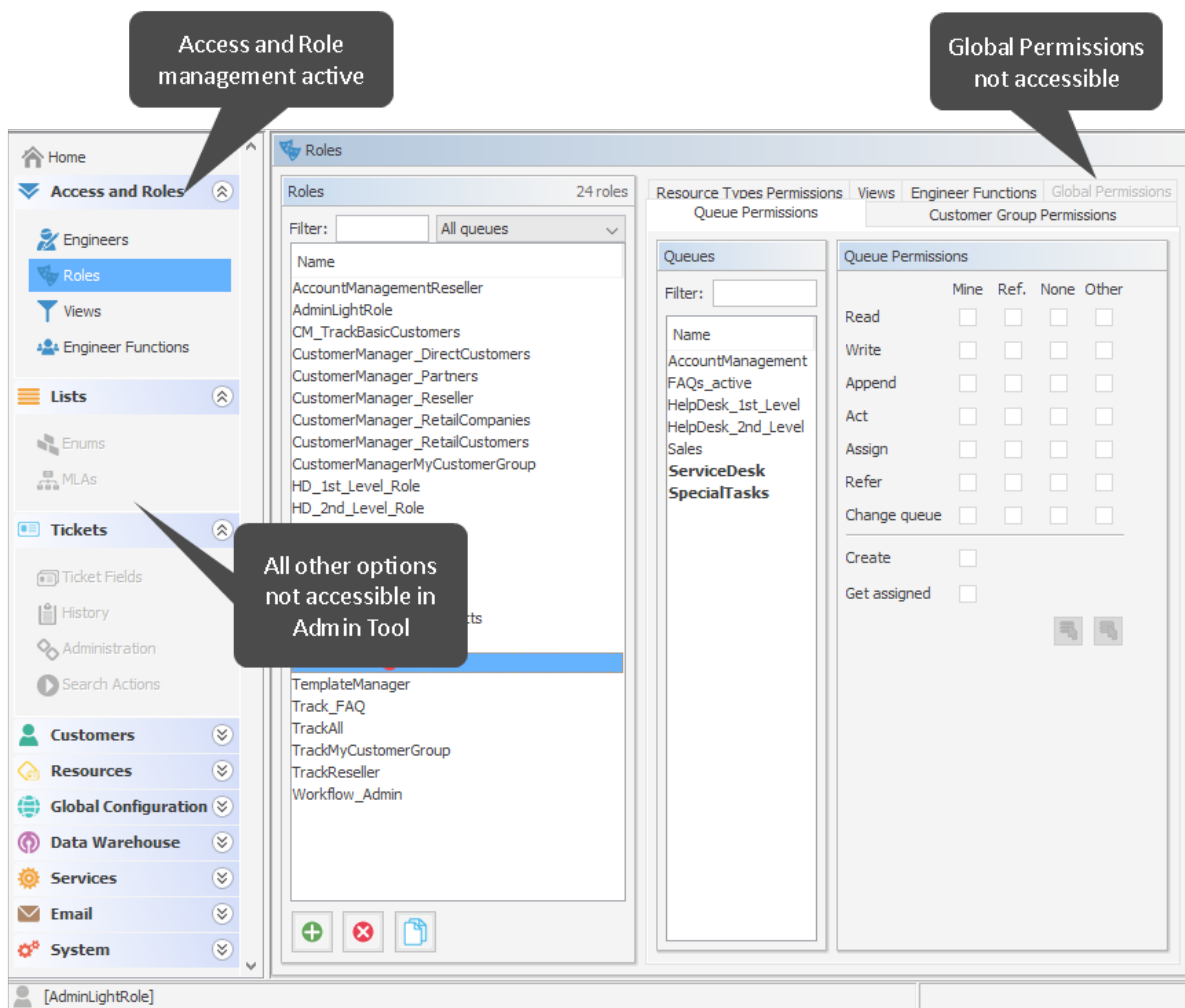 Access and Role
management active
Global Permissions
not accessible
Home
Access and Roles
Engineers
Roles
Views
Engineer Functions
Lists
Enums
MLAs
Tickets
Ticket Fields
History
Administration
Search Actions
Customers
Resources
Global Configuration
Data Warehouse
Services
Email
System
Roles
Roles 24 roles
Filter: All queues
Name
AccountManagementReseller
AdminLightRole
CM_TrackBasicCustomers
CustomerManager_DirectCustomers
CustomerManager_Partners
CustomerManager_Reseller
CustomerManager_RetailCompanies
CustomerManager_RetailCustomers
CustomerManagerMyCustomerGroup
HD_1st_Level_Role
HD_2nd_Level_Role
All other options
not accessible in
Admin Tool
TemplateManager
Track_FAQ
TrackAll
TrackMyCustomerGroup
TrackReseller
Workflow_Admin
Resource Types Permissions Views Engineer Functions Global Permissions
Queue Permissions Customer Group Permissions
Queues
Filter:
Name
AccountManagement
FAQs_active
HelpDesk_1st_Level
HelpDesk_2nd_Level
Sales
ServiceDesk
SpecialTasks
Queue Permissions
Mine Ref. None Other
Read
Write
Append
Act
Assign
Refer
Change queue
Create
Get assigned
[AdminLightRole]